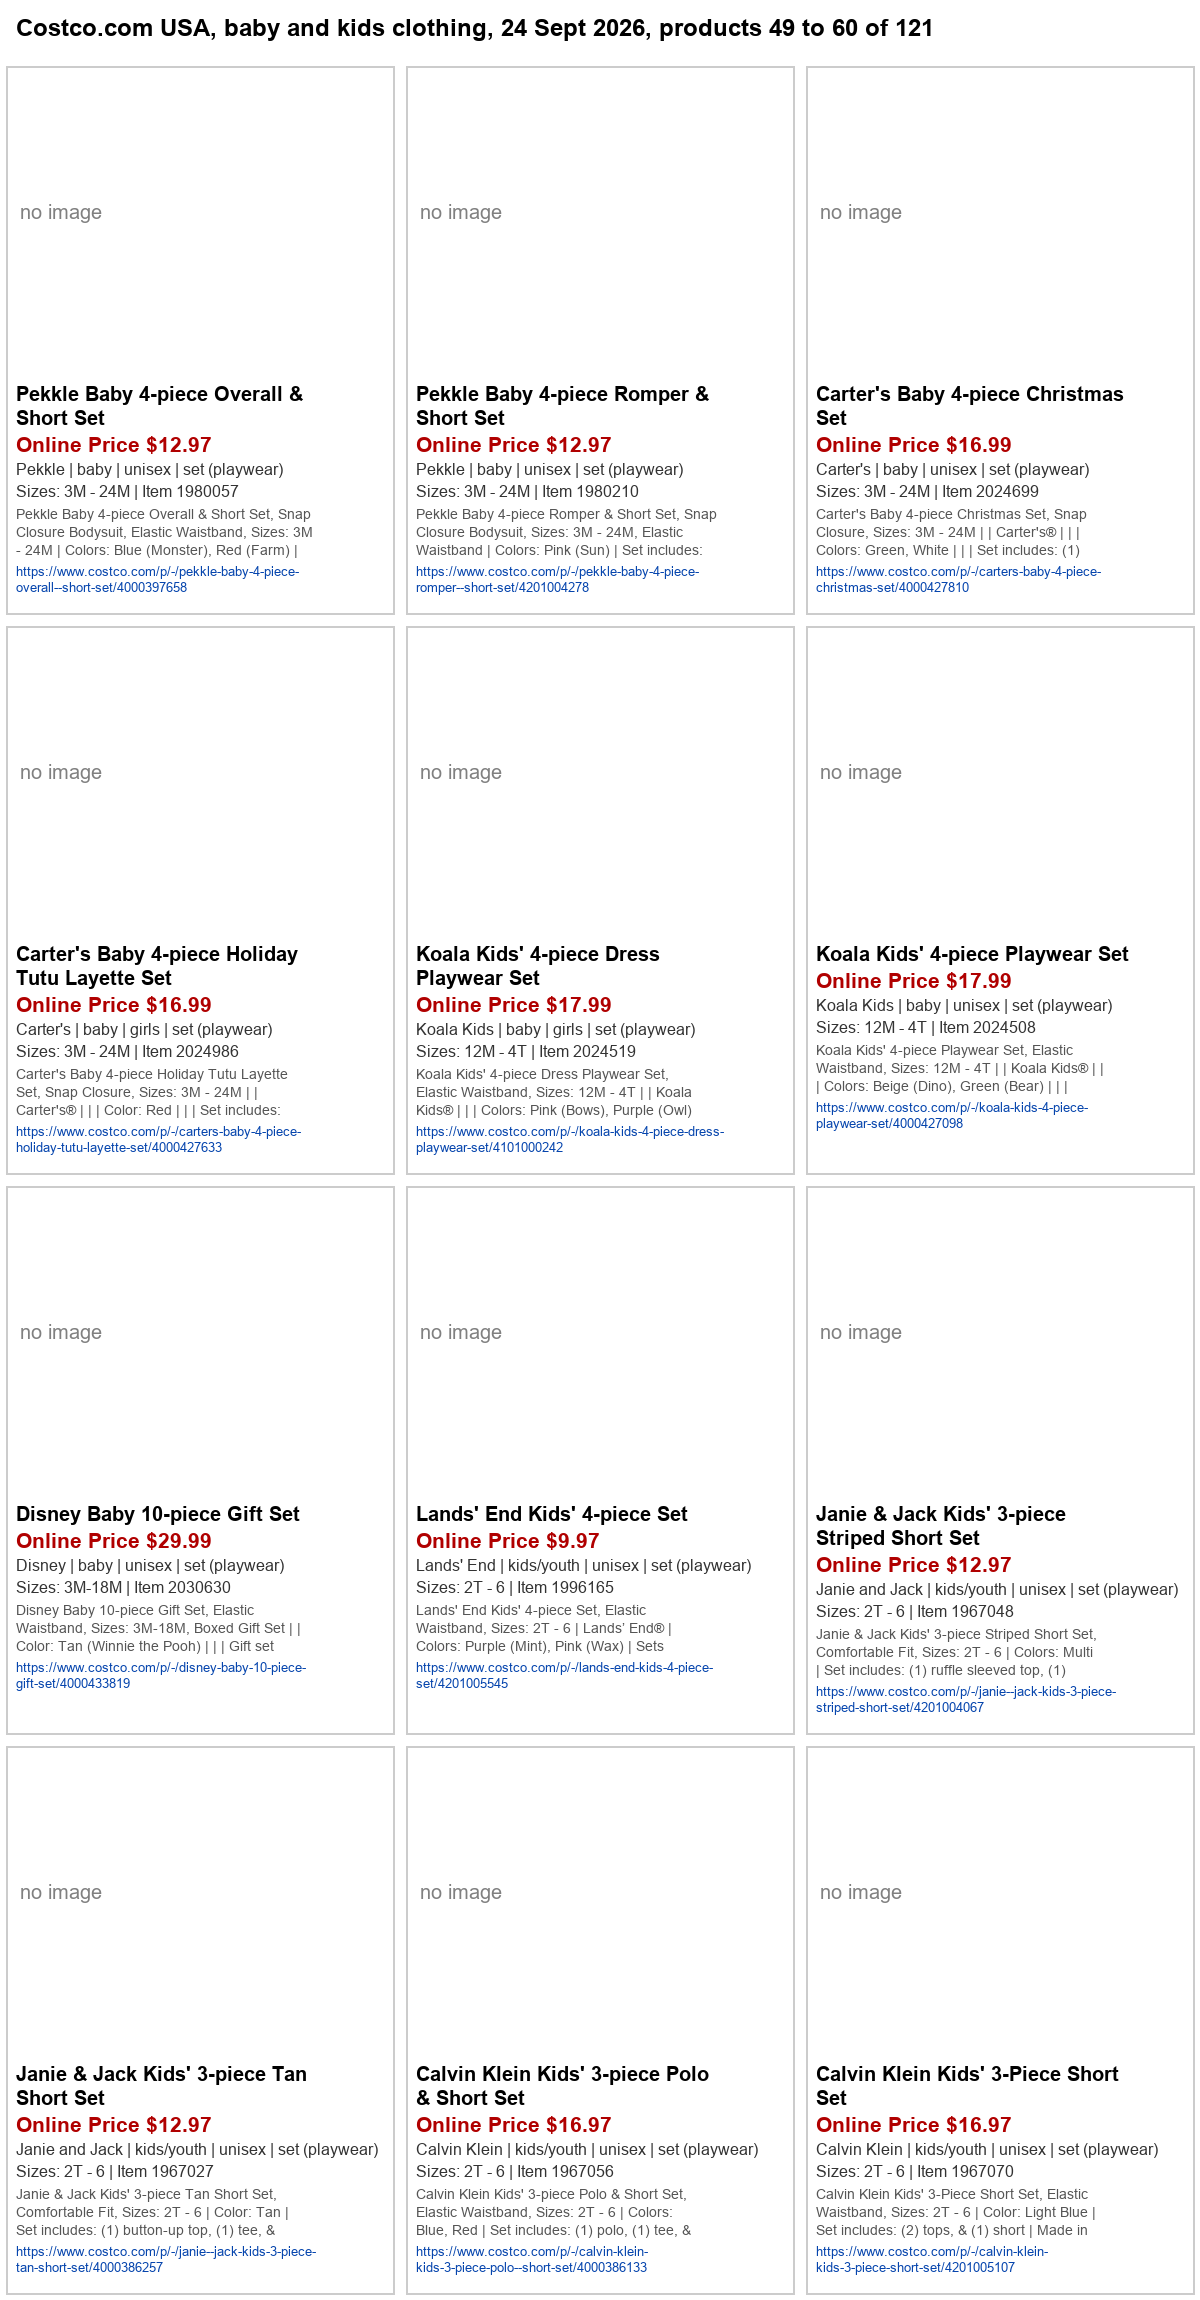 Costco.com USA, baby and kids clothing, 24 Sept 2026, products 49 to 60 of 121
no image
Pekkle Baby 4-piece Overall &
Short Set
Online Price $12.97
Pekkle | baby | unisex | set (playwear)
Sizes: 3M - 24M | Item 1980057
Pekkle Baby 4-piece Overall & Short Set, Snap
Closure Bodysuit, Elastic Waistband, Sizes: 3M
- 24M | Colors: Blue (Monster), Red (Farm) |
https://www.costco.com/p/-/pekkle-baby-4-piece-
overall--short-set/4000397658
no image
Pekkle Baby 4-piece Romper &
Short Set
Online Price $12.97
Pekkle | baby | unisex | set (playwear)
Sizes: 3M - 24M | Item 1980210
Pekkle Baby 4-piece Romper & Short Set, Snap
Closure Bodysuit, Sizes: 3M - 24M, Elastic
Waistband | Colors: Pink (Sun) | Set includes:
https://www.costco.com/p/-/pekkle-baby-4-piece-
romper--short-set/4201004278
no image
Carter's Baby 4-piece Christmas
Set
Online Price $16.99
Carter's | baby | unisex | set (playwear)
Sizes: 3M - 24M | Item 2024699
Carter's Baby 4-piece Christmas Set, Snap
Closure, Sizes: 3M - 24M | | Carter's® | | |
Colors: Green, White | | | Set includes: (1)
https://www.costco.com/p/-/carters-baby-4-piece-
christmas-set/4000427810
no image
Carter's Baby 4-piece Holiday
Tutu Layette Set
Online Price $16.99
Carter's | baby | girls | set (playwear)
Sizes: 3M - 24M | Item 2024986
Carter's Baby 4-piece Holiday Tutu Layette
Set, Snap Closure, Sizes: 3M - 24M | |
Carter's® | | | Color: Red | | | Set includes:
https://www.costco.com/p/-/carters-baby-4-piece-
holiday-tutu-layette-set/4000427633
no image
Koala Kids' 4-piece Dress
Playwear Set
Online Price $17.99
Koala Kids | baby | girls | set (playwear)
Sizes: 12M - 4T | Item 2024519
Koala Kids' 4-piece Dress Playwear Set,
Elastic Waistband, Sizes: 12M - 4T | | Koala
Kids® | | | Colors: Pink (Bows), Purple (Owl)
https://www.costco.com/p/-/koala-kids-4-piece-dress-
playwear-set/4101000242
no image
Koala Kids' 4-piece Playwear Set
Online Price $17.99
Koala Kids | baby | unisex | set (playwear)
Sizes: 12M - 4T | Item 2024508
Koala Kids' 4-piece Playwear Set, Elastic
Waistband, Sizes: 12M - 4T | | Koala Kids® | |
| Colors: Beige (Dino), Green (Bear) | | |
https://www.costco.com/p/-/koala-kids-4-piece-
playwear-set/4000427098
no image
Disney Baby 10-piece Gift Set
Online Price $29.99
Disney | baby | unisex | set (playwear)
Sizes: 3M-18M | Item 2030630
Disney Baby 10-piece Gift Set, Elastic
Waistband, Sizes: 3M-18M, Boxed Gift Set | |
Color: Tan (Winnie the Pooh) | | | Gift set
https://www.costco.com/p/-/disney-baby-10-piece-
gift-set/4000433819
no image
Lands' End Kids' 4-piece Set
Online Price $9.97
Lands' End | kids/youth | unisex | set (playwear)
Sizes: 2T - 6 | Item 1996165
Lands' End Kids' 4-piece Set, Elastic
Waistband, Sizes: 2T - 6 | Lands’ End® |
Colors: Purple (Mint), Pink (Wax) | Sets
https://www.costco.com/p/-/lands-end-kids-4-piece-
set/4201005545
no image
Janie & Jack Kids' 3-piece
Striped Short Set
Online Price $12.97
Janie and Jack | kids/youth | unisex | set (playwear)
Sizes: 2T - 6 | Item 1967048
Janie & Jack Kids' 3-piece Striped Short Set,
Comfortable Fit, Sizes: 2T - 6 | Colors: Multi
| Set includes: (1) ruffle sleeved top, (1)
https://www.costco.com/p/-/janie--jack-kids-3-piece-
striped-short-set/4201004067
no image
Janie & Jack Kids' 3-piece Tan
Short Set
Online Price $12.97
Janie and Jack | kids/youth | unisex | set (playwear)
Sizes: 2T - 6 | Item 1967027
Janie & Jack Kids' 3-piece Tan Short Set,
Comfortable Fit, Sizes: 2T - 6 | Color: Tan |
Set includes: (1) button-up top, (1) tee, &
https://www.costco.com/p/-/janie--jack-kids-3-piece-
tan-short-set/4000386257
no image
Calvin Klein Kids' 3-piece Polo
& Short Set
Online Price $16.97
Calvin Klein | kids/youth | unisex | set (playwear)
Sizes: 2T - 6 | Item 1967056
Calvin Klein Kids' 3-piece Polo & Short Set,
Elastic Waistband, Sizes: 2T - 6 | Colors:
Blue, Red | Set includes: (1) polo, (1) tee, &
https://www.costco.com/p/-/calvin-klein-
kids-3-piece-polo--short-set/4000386133
no image
Calvin Klein Kids' 3-Piece Short
Set
Online Price $16.97
Calvin Klein | kids/youth | unisex | set (playwear)
Sizes: 2T - 6 | Item 1967070
Calvin Klein Kids' 3-Piece Short Set, Elastic
Waistband, Sizes: 2T - 6 | Color: Light Blue |
Set includes: (2) tops, & (1) short | Made in
https://www.costco.com/p/-/calvin-klein-
kids-3-piece-short-set/4201005107